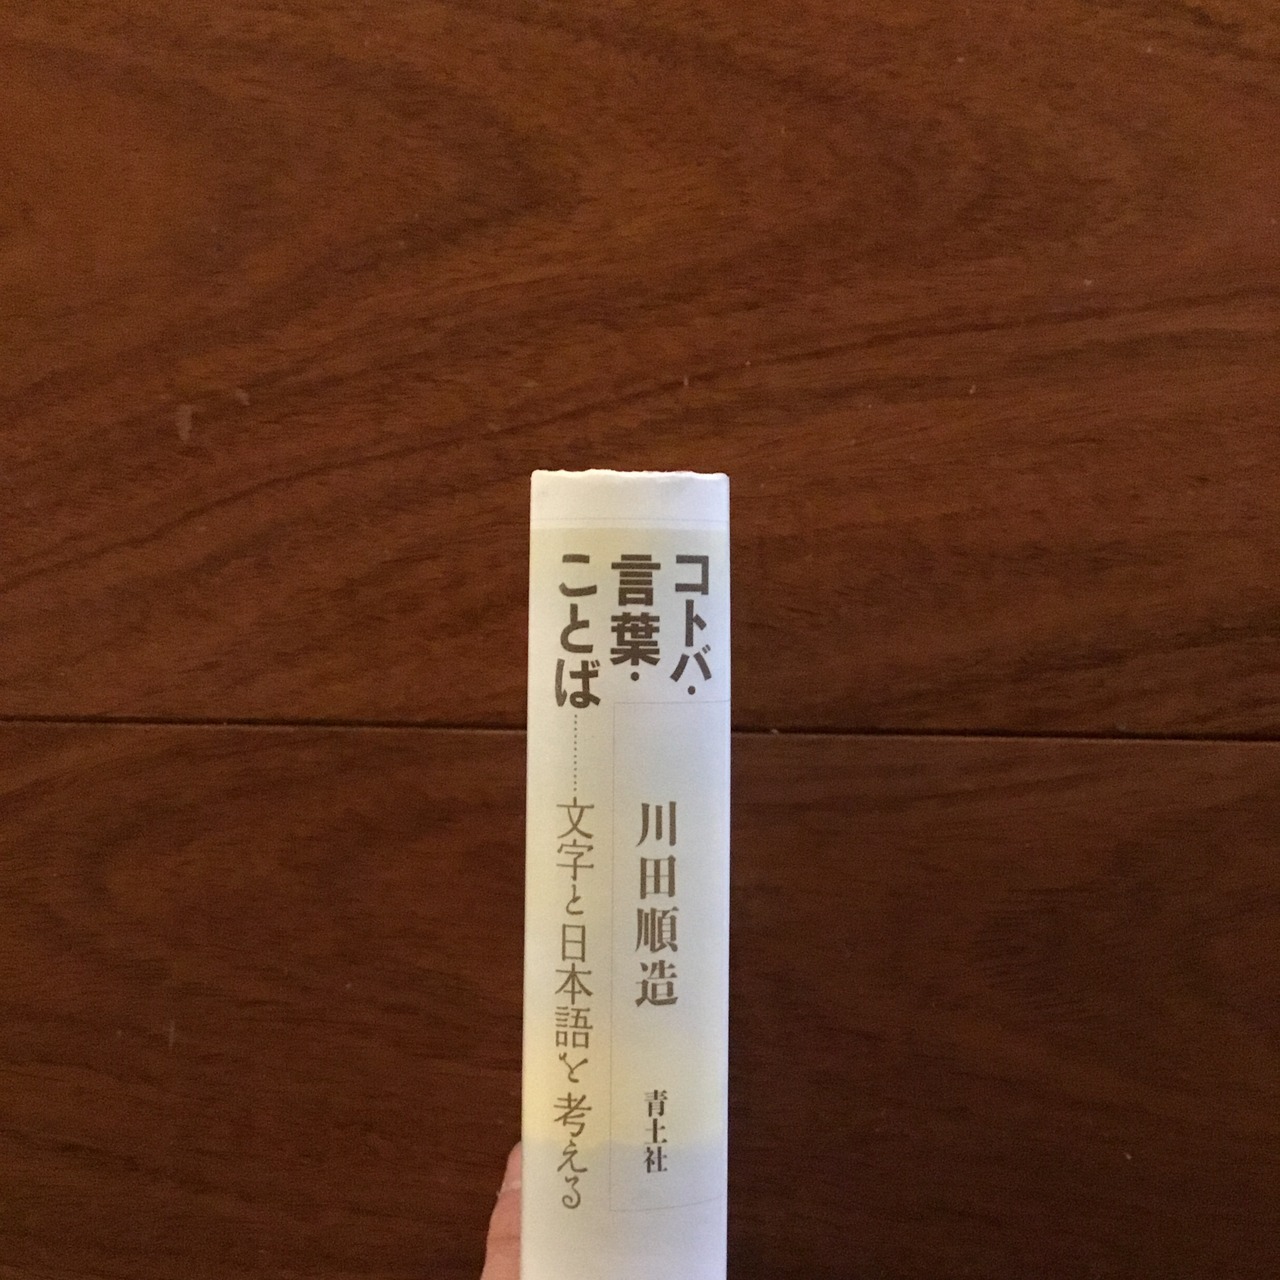 コトバ・
言葉・
ことば…………文字と日本語を考える
川田順造
青土社